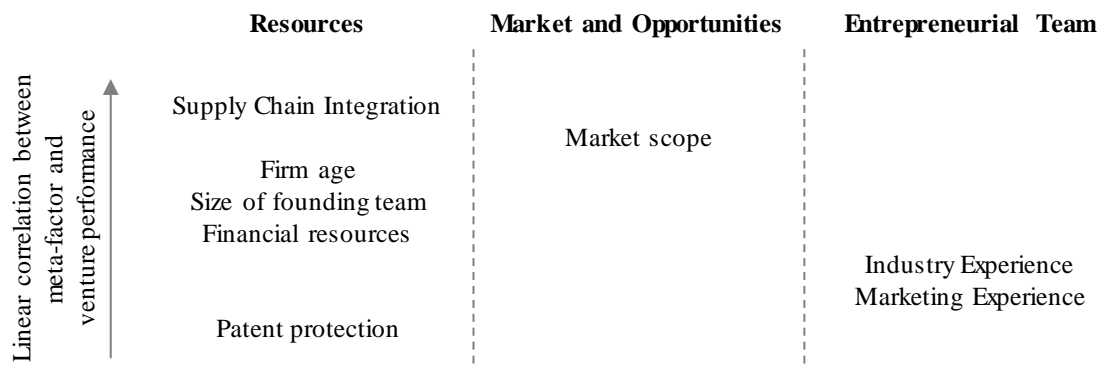 Resources
Market and Opportunities
Entrepreneurial Team
Linear correlation between
meta-factor and
venture performance
Supply Chain Integration
Market scope
Firm age
Size of founding team
Financial resources
Industry Experience
Marketing Experience
Patent protection